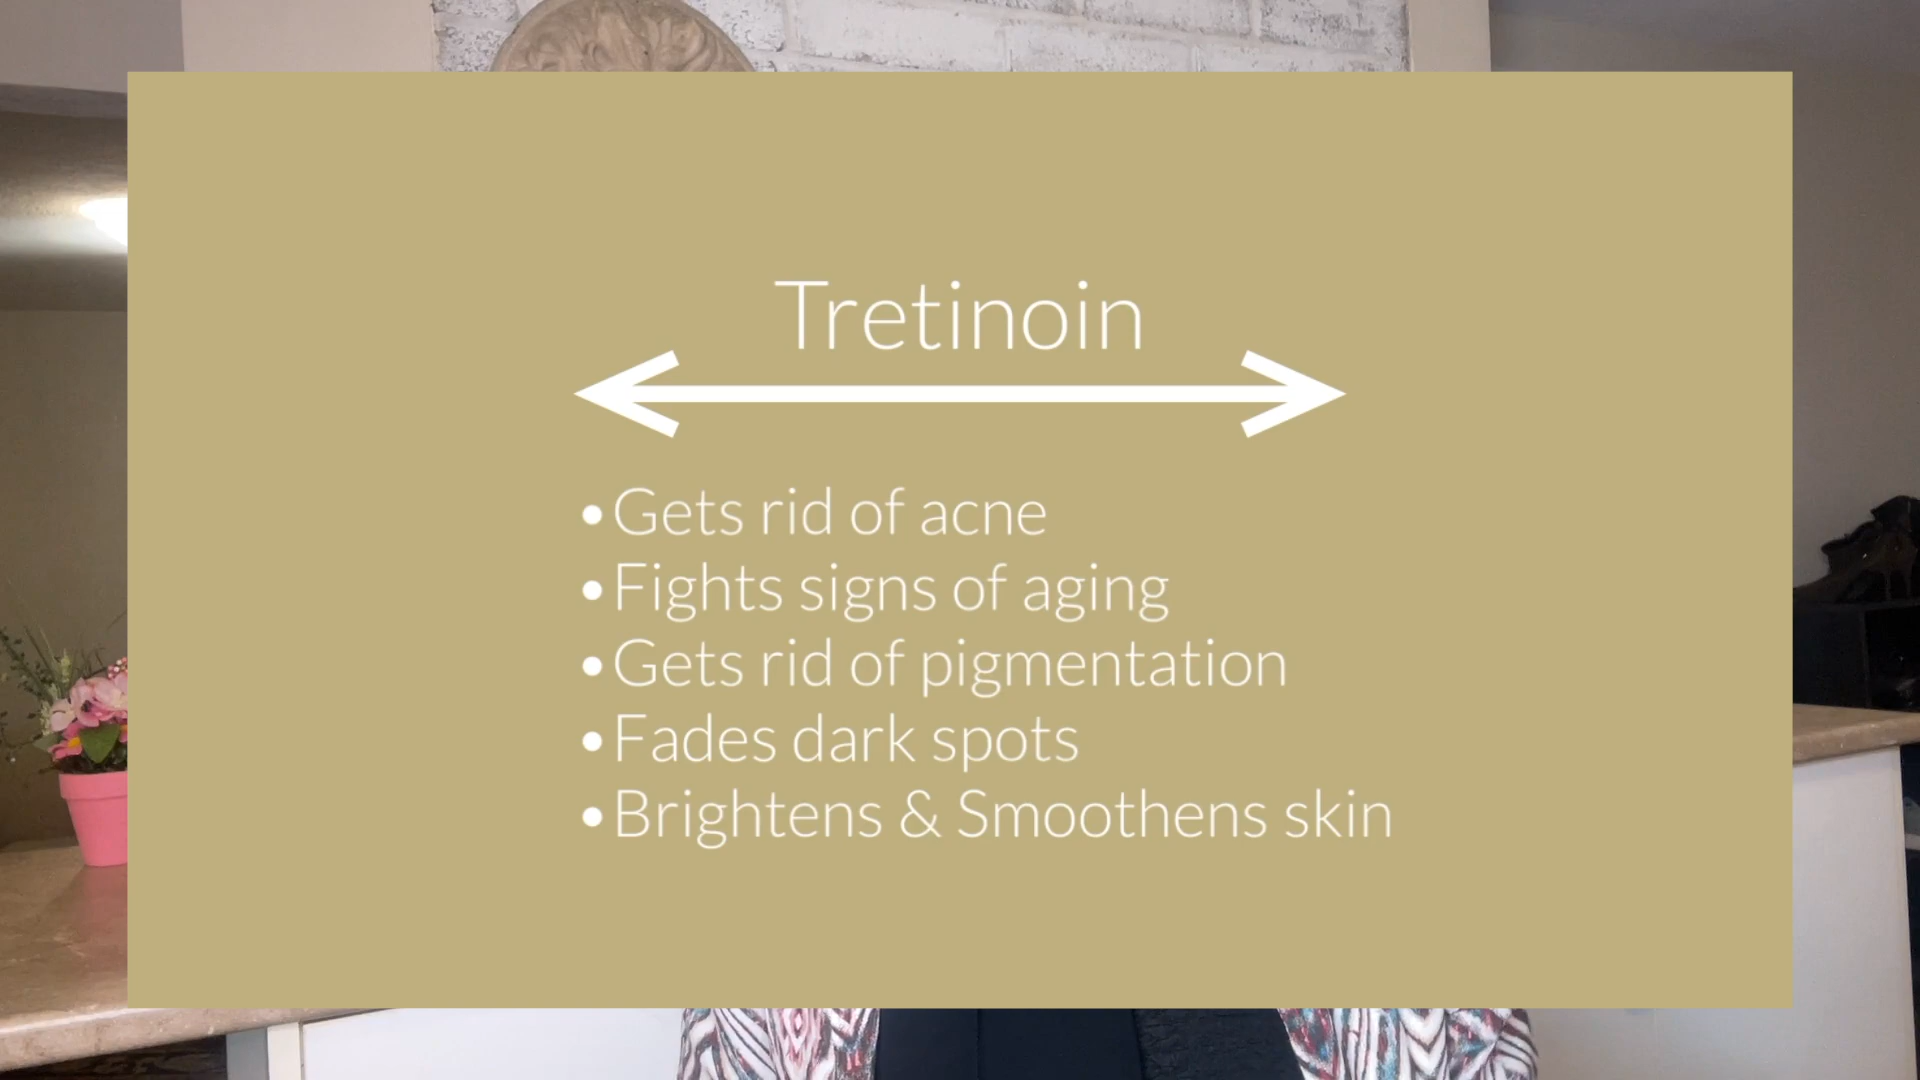 Tretinoin
•Gets rid of acne
•Fights signs of aging
•Gets rid of pigmentation
•Fades dark spots
•Brightens & Smoothens skin